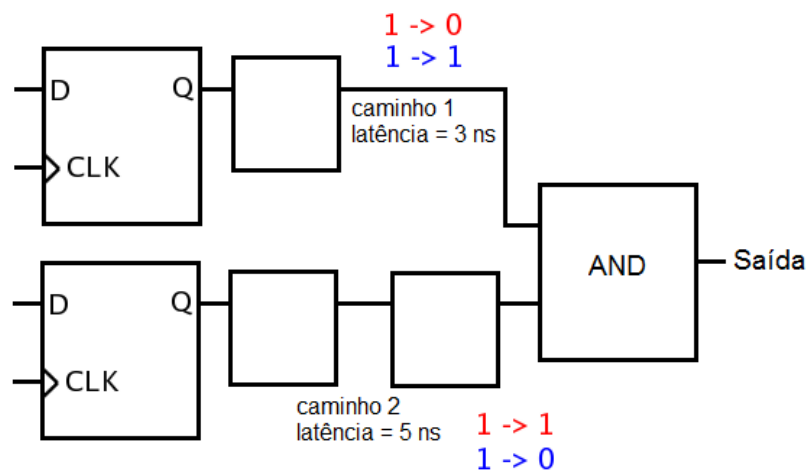 1 -> 0
1 -> 1
D Q
CLK
caminho 1
latência = 3 ns
AND
Saída
D Q
CLK
caminho 2
latência = 5 ns
1 -> 1
1 -> 0